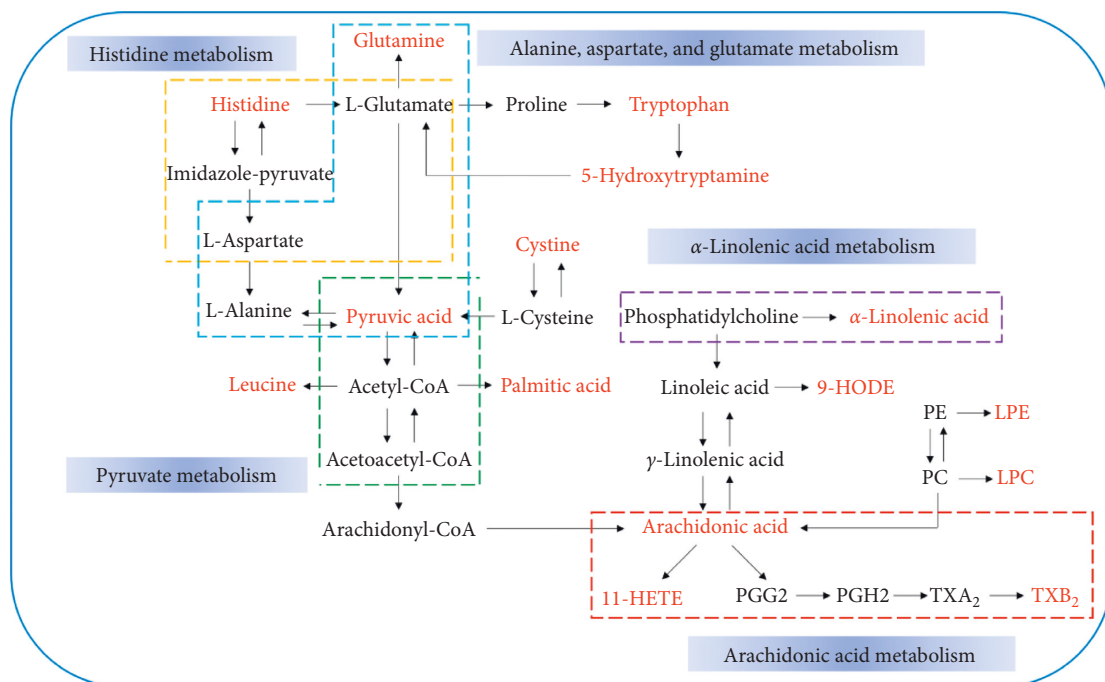 Histidine metabolism
Glutamine
Alanine, aspartate, and glutamate metabolism
Histidine
L-Glutamate
Proline
Tryptophan
Imidazole-pyruvate
5-Hydroxytryptamine
L-Aspartate
Cystine
α-Linolenic acid metabolism
L-Alanine
Pyruvic acid
L-Cysteine
Phosphatidylcholine
α-Linolenic acid
Leucine
Acetyl-CoA
Palmitic acid
Linoleic acid
9-HODE
PE
LPE
Pyruvate metabolism
Acetoacetyl-CoA
γ-Linolenic acid
PC
LPC
Arachidonyl-CoA
Arachidonic acid
11-HETE
PGG2
PGH2
TXA₂
TXB₂
Arachidonic acid metabolism